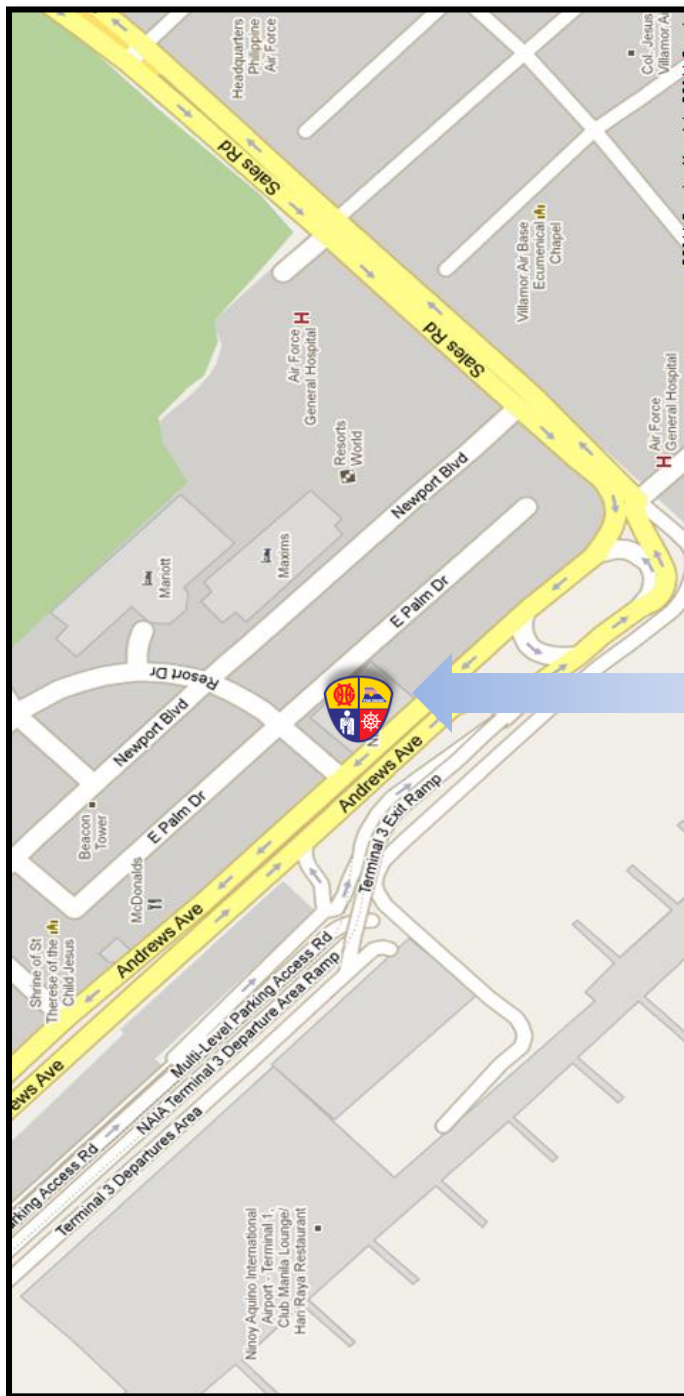 Headquarters
Philippine
Air Force
Col. Jesus
Villamor
Sales Rd
Villamor Air Base
Ecumenical
Chapel
Air Force
General Hospital
Sales Rd
Air Force
General Hospital
Resorts
World
Newport Blvd
Mariott
Maxims
E Palm Dr
Resort Dr
Newport Blvd
Beacon
Tower
E Palm Dr
Andrews Ave
Terminal 3 Exit Ramp
McDonalds
Shrine of St
Therese of the
Child Jesus
Andrews Ave
Multi-Level Parking Access Rd
NAIA Terminal 3 Departure Area Ramp
Terminal 3 Departures Area
ews Ave
rking Access Rd
Ninoy Aquino International
Airport - Terminal 1,
Club Manila Lounge/
Hari Raya Restaurant